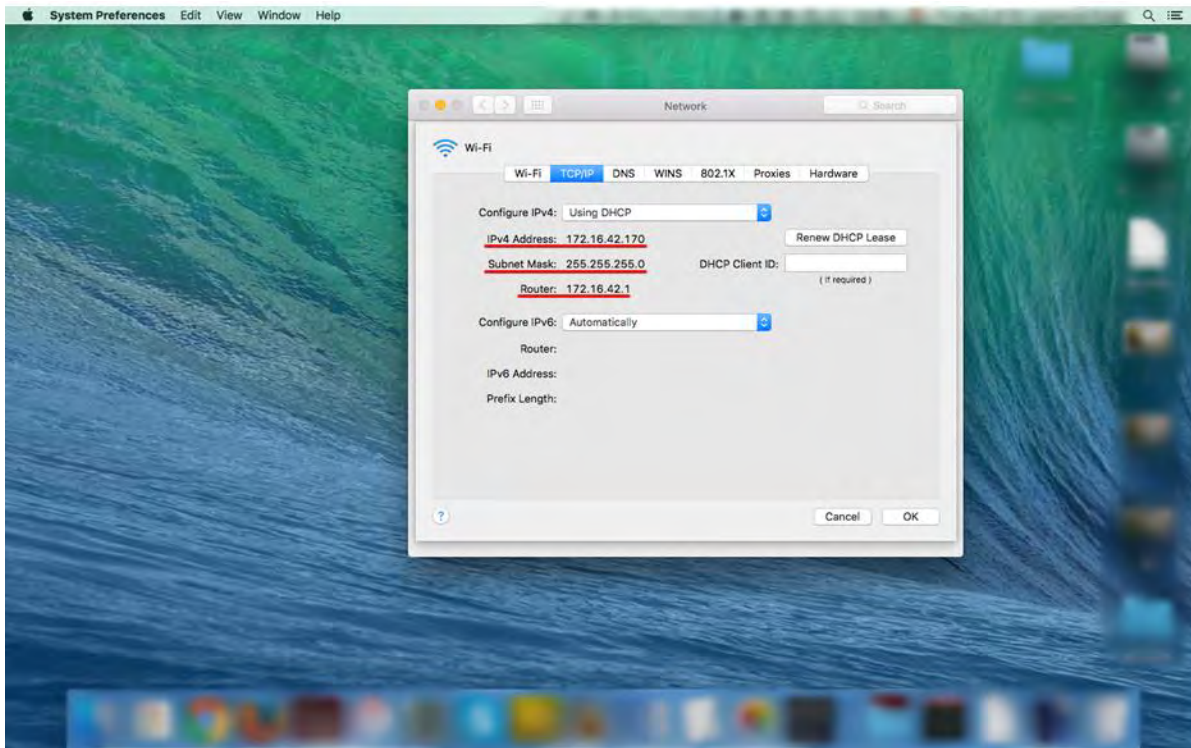 System Preferences Edit View Window Help
Network
Search
Wi-Fi
Wi-Fi TCP/IP DNS WINS 802.1X Proxies Hardware
Configure IPv4: Using DHCP
IPv4 Address: 172.16.42.170 Renew DHCP Lease
Subnet Mask: 255.255.255.0 DHCP Client ID:
( If required )
Router: 172.16.42.1
Configure IPv6: Automatically
Router:
IPv6 Address:
Prefix Length:
? Cancel OK